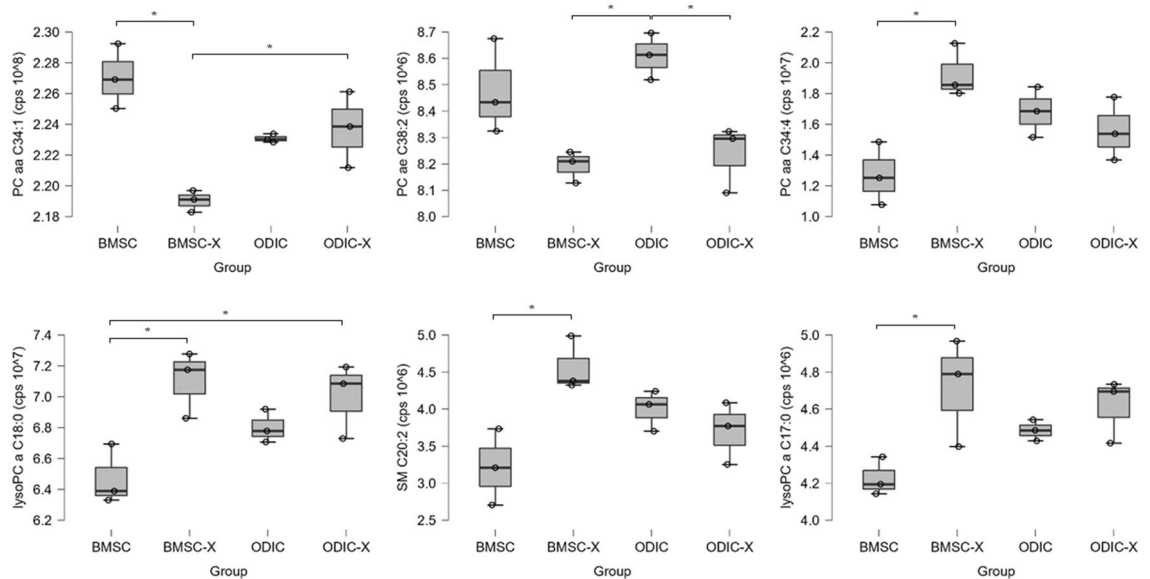 *
*
PC aa C34:1 (cps 10^8)
2.30
2.28
2.26
2.24
2.22
2.20
2.18
BMSC BMSC-X ODIC ODIC-X
Group
* *
PC ae C38:2 (cps 10^6)
8.7
8.6
8.5
8.4
8.3
8.2
8.1
8.0
BMSC BMSC-X ODIC ODIC-X
Group
*
PC aa C34:4 (cps 10^7)
2.2
2.0
1.8
1.6
1.4
1.2
1.0
BMSC BMSC-X ODIC ODIC-X
Group
*
*
lysoPC a C18:0 (cps 10^7)
7.4
7.2
7.0
6.8
6.6
6.4
6.2
BMSC BMSC-X ODIC ODIC-X
Group
*
SM C20:2 (cps 10^6)
5.0
4.5
4.0
3.5
3.0
2.5
BMSC BMSC-X ODIC ODIC-X
Group
*
lysoPC a C17:0 (cps 10^6)
5.0
4.8
4.6
4.4
4.2
4.0
BMSC BMSC-X ODIC ODIC-X
Group